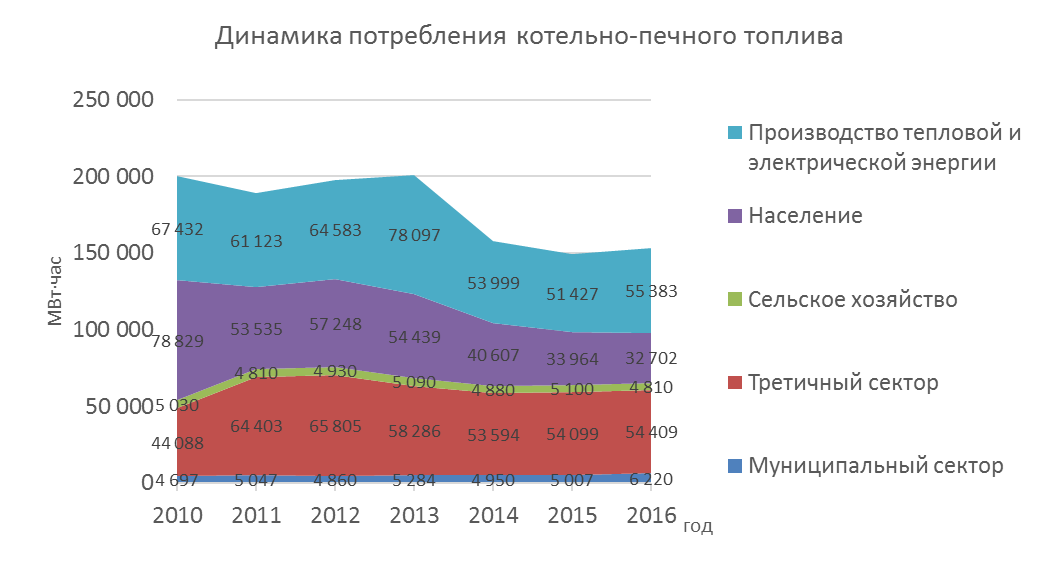 Динамика потребления котельно-печного топлива
250 000
200 000
150 000
100 000
50 000
0
МВт·час
67 432 61 123 64 583 78 097 53 999 51 427 55 383
78 829 53 535 57 248 54 439 40 607 33 964 32 702
5 030 4 810 4 930 5 090 4 880 5 100 4 810
44 088 64 403 65 805 58 286 53 594 54 099 54 409
4 697 5 047 4 860 5 284 4 950 5 007 6 220
2010 2011 2012 2013 2014 2015 2016
год
Производство тепловой и
электрической энергии
Население
Сельское хозяйство
Третичный сектор
Муниципальный сектор